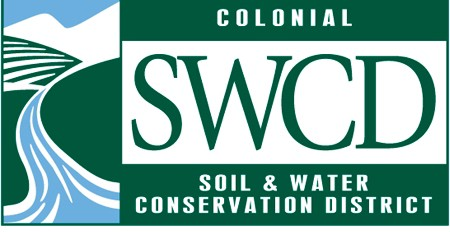 COLONIAL
SWCD
SOIL & WATER
CONSERVATION DISTRICT